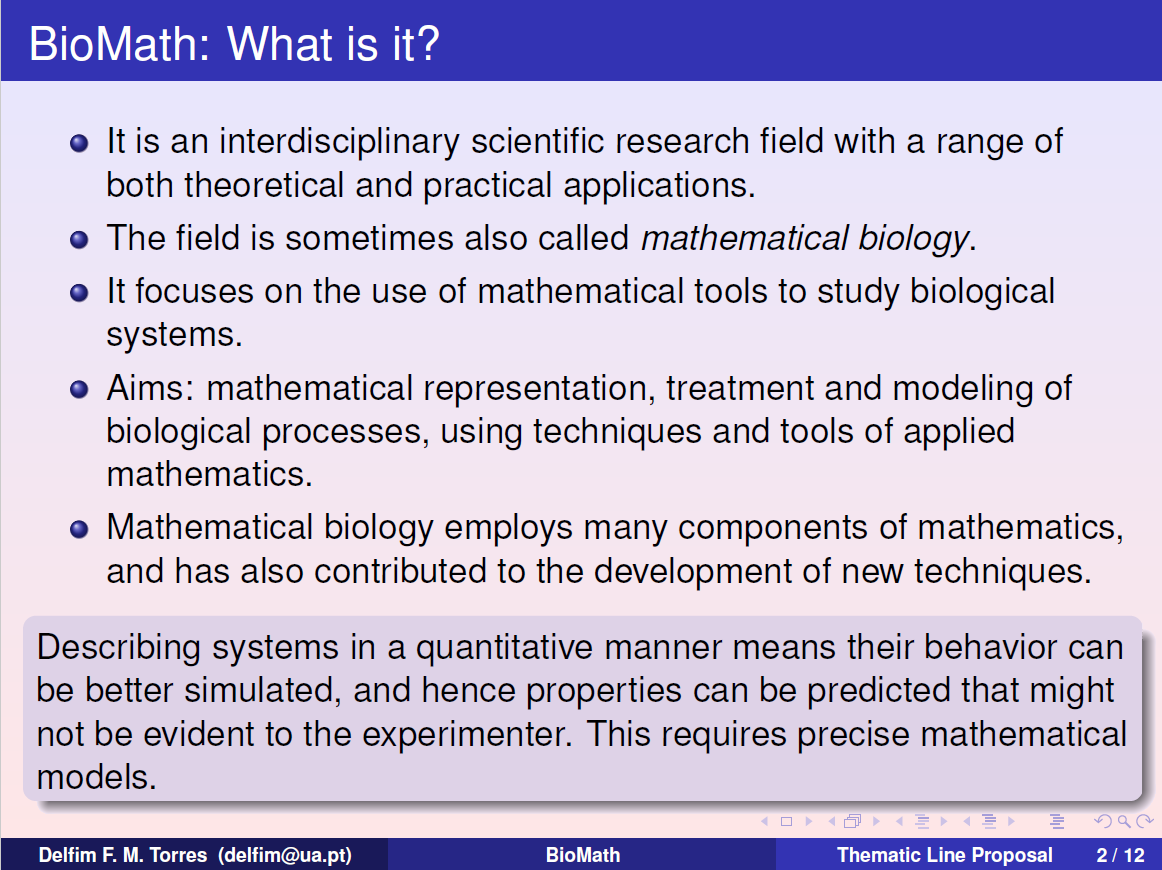 BioMath: What is it?
It is an interdisciplinary scientific research field with a range of
both theoretical and practical applications.
The field is sometimes also called mathematical biology.
It focuses on the use of mathematical tools to study biological
systems.
Aims: mathematical representation, treatment and modeling of
biological processes, using techniques and tools of applied
mathematics.
Mathematical biology employs many components of mathematics,
and has also contributed to the development of new techniques.
Describing systems in a quantitative manner means their behavior can
be better simulated, and hence properties can be predicted that might
not be evident to the experimenter. This requires precise mathematical
models.
Delfim F. M. Torres (delfim@ua.pt) BioMath Thematic Line Proposal 2 / 12